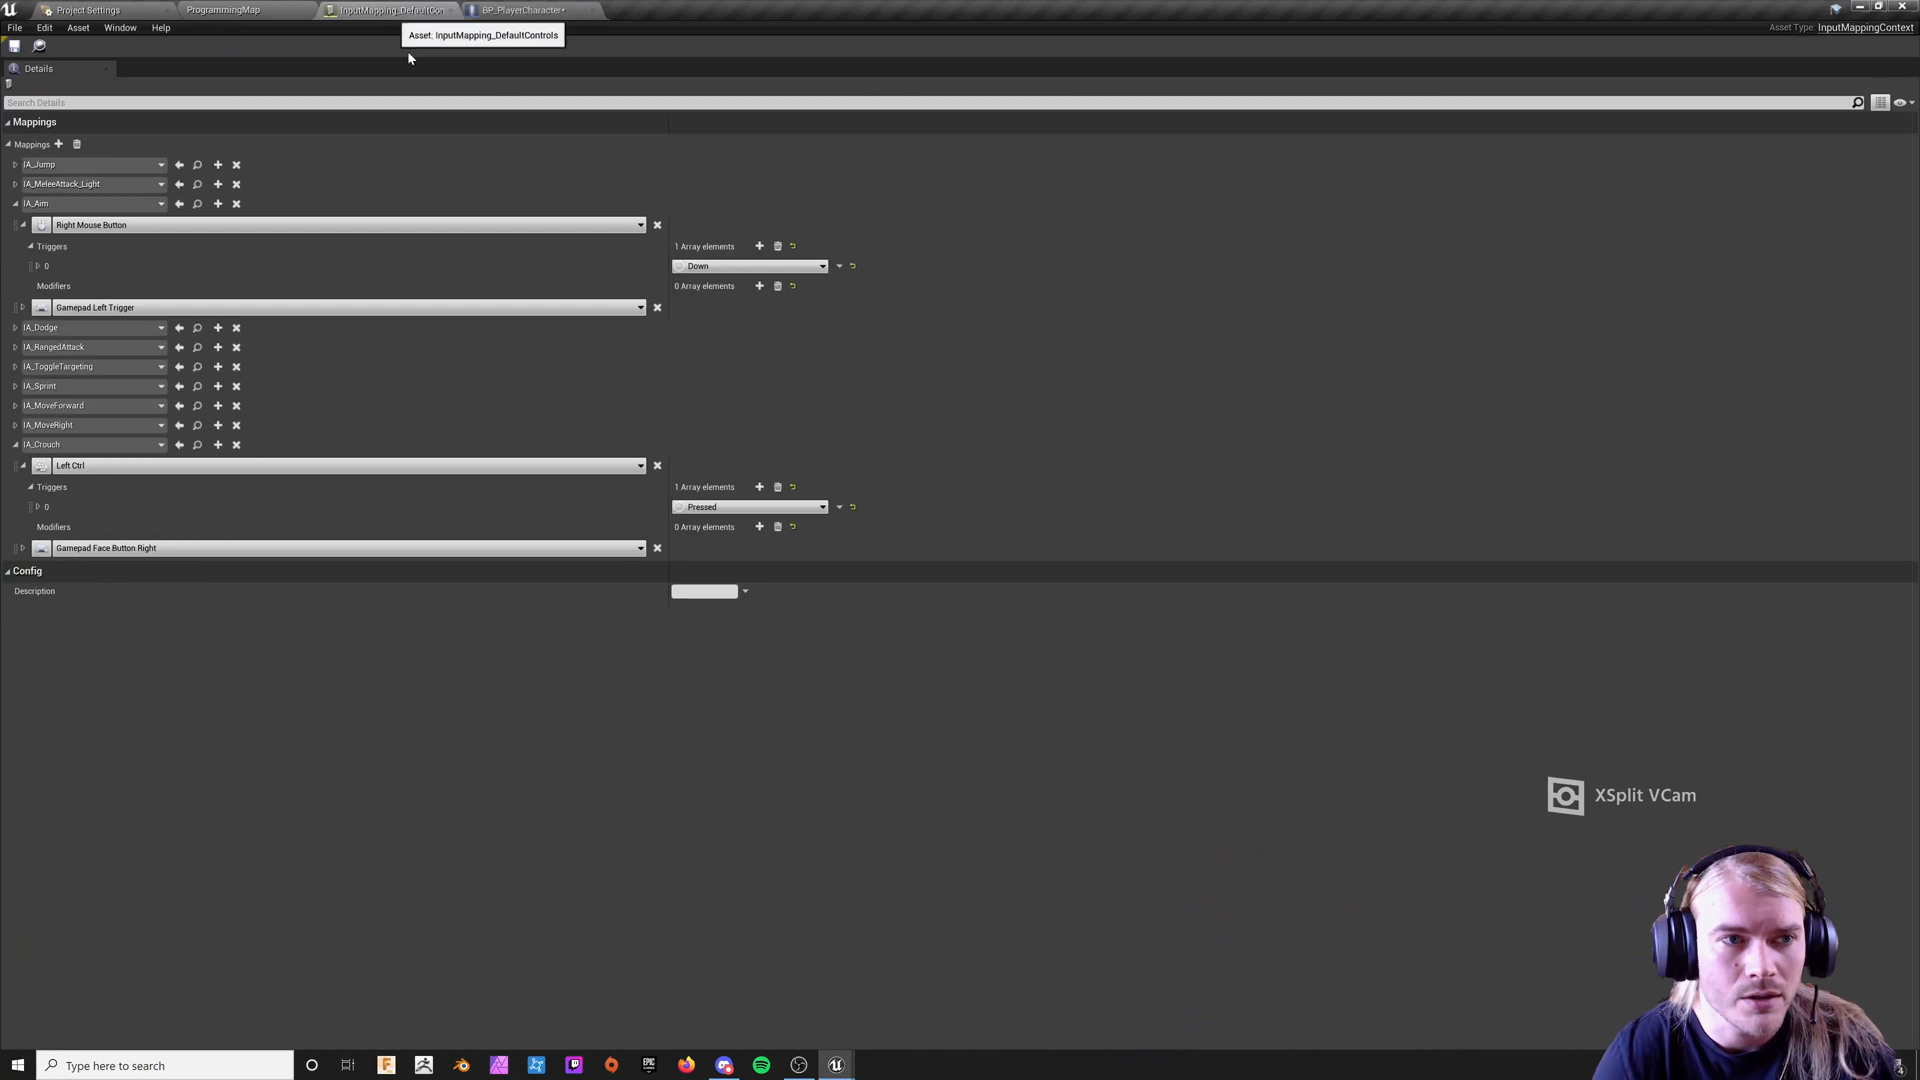 Project Settings
ProgrammingMap
InputMapping_DefaultCon
BP_PlayerCharacter*
File Edit Asset Window Help
Asset Type: InputMappingContext
Asset: InputMapping_DefaultControls
Details
Search Details
Mappings
Mappings
IA_Jump
IA_MeleeAttack_Light
IA_Aim
Right Mouse Button
Triggers 1 Array elements
0 Down
Modifiers 0 Array elements
Gamepad Left Trigger
IA_Dodge
IA_RangedAttack
IA_ToggleTargeting
IA_Sprint
IA_MoveForward
IA_MoveRight
IA_Crouch
Left Ctrl
Triggers 1 Array elements
0 Pressed
Modifiers 0 Array elements
Gamepad Face Button Right
Config
Description
XSplit VCam
Type here to search
EPIC
4